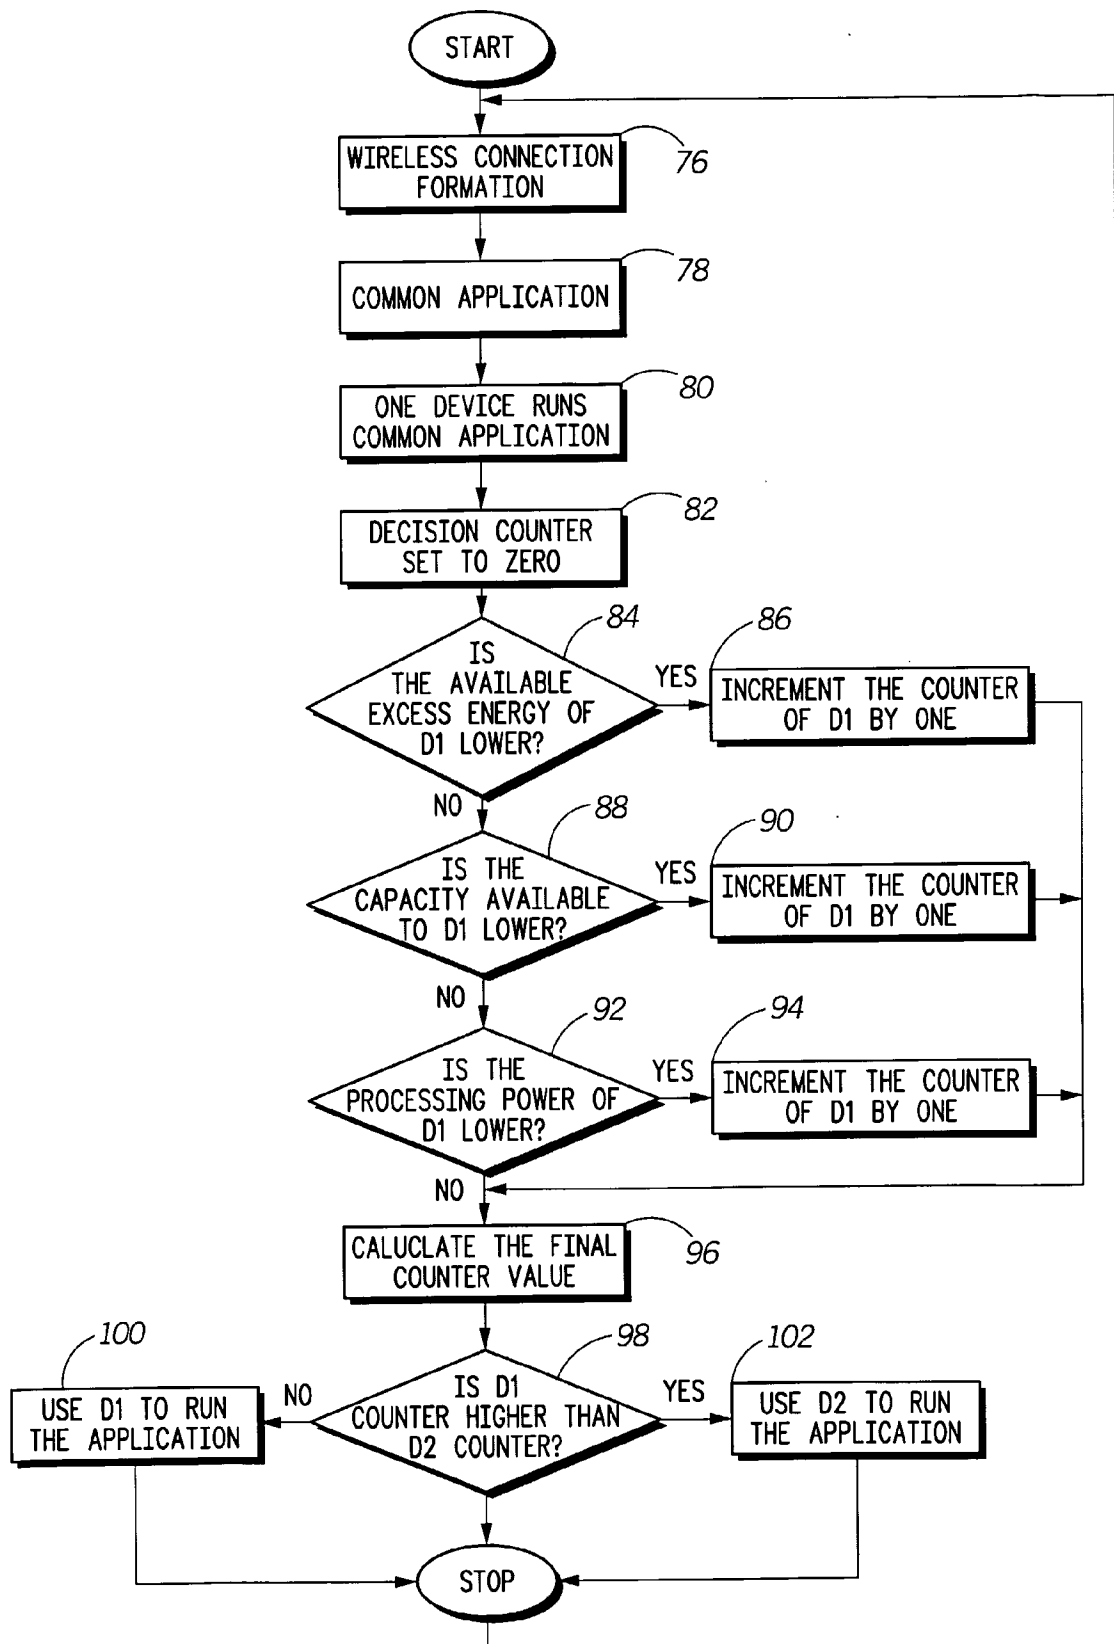 START
WIRELESS CONNECTION
FORMATION
76
COMMON APPLICATION
78
ONE DEVICE RUNS
COMMON APPLICATION
80
DECISION COUNTER
SET TO ZERO
82
IS
THE AVAILABLE
EXCESS ENERGY OF
D1 LOWER?
84
YES
86
INCREMENT THE COUNTER
OF D1 BY ONE
NO
IS THE
CAPACITY AVAILABLE
TO D1 LOWER?
88
YES
90
INCREMENT THE COUNTER
OF D1 BY ONE
NO
IS THE
PROCESSING POWER OF
D1 LOWER?
92
YES
94
INCREMENT THE COUNTER
OF D1 BY ONE
NO
CALUCLATE THE FINAL
COUNTER VALUE
96
100
USE D1 TO RUN
THE APPLICATION
NO
IS D1
COUNTER HIGHER THAN
D2 COUNTER?
98
YES
102
USE D2 TO RUN
THE APPLICATION
STOP